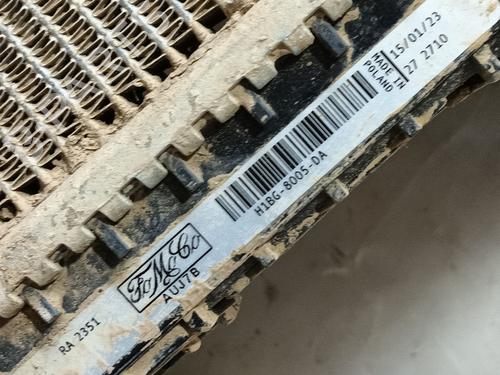 RA 2351
FoMoCo
AUJ7B
H1BG-8005-DA
MADE IN
POLAND
15/01/23
27 2710